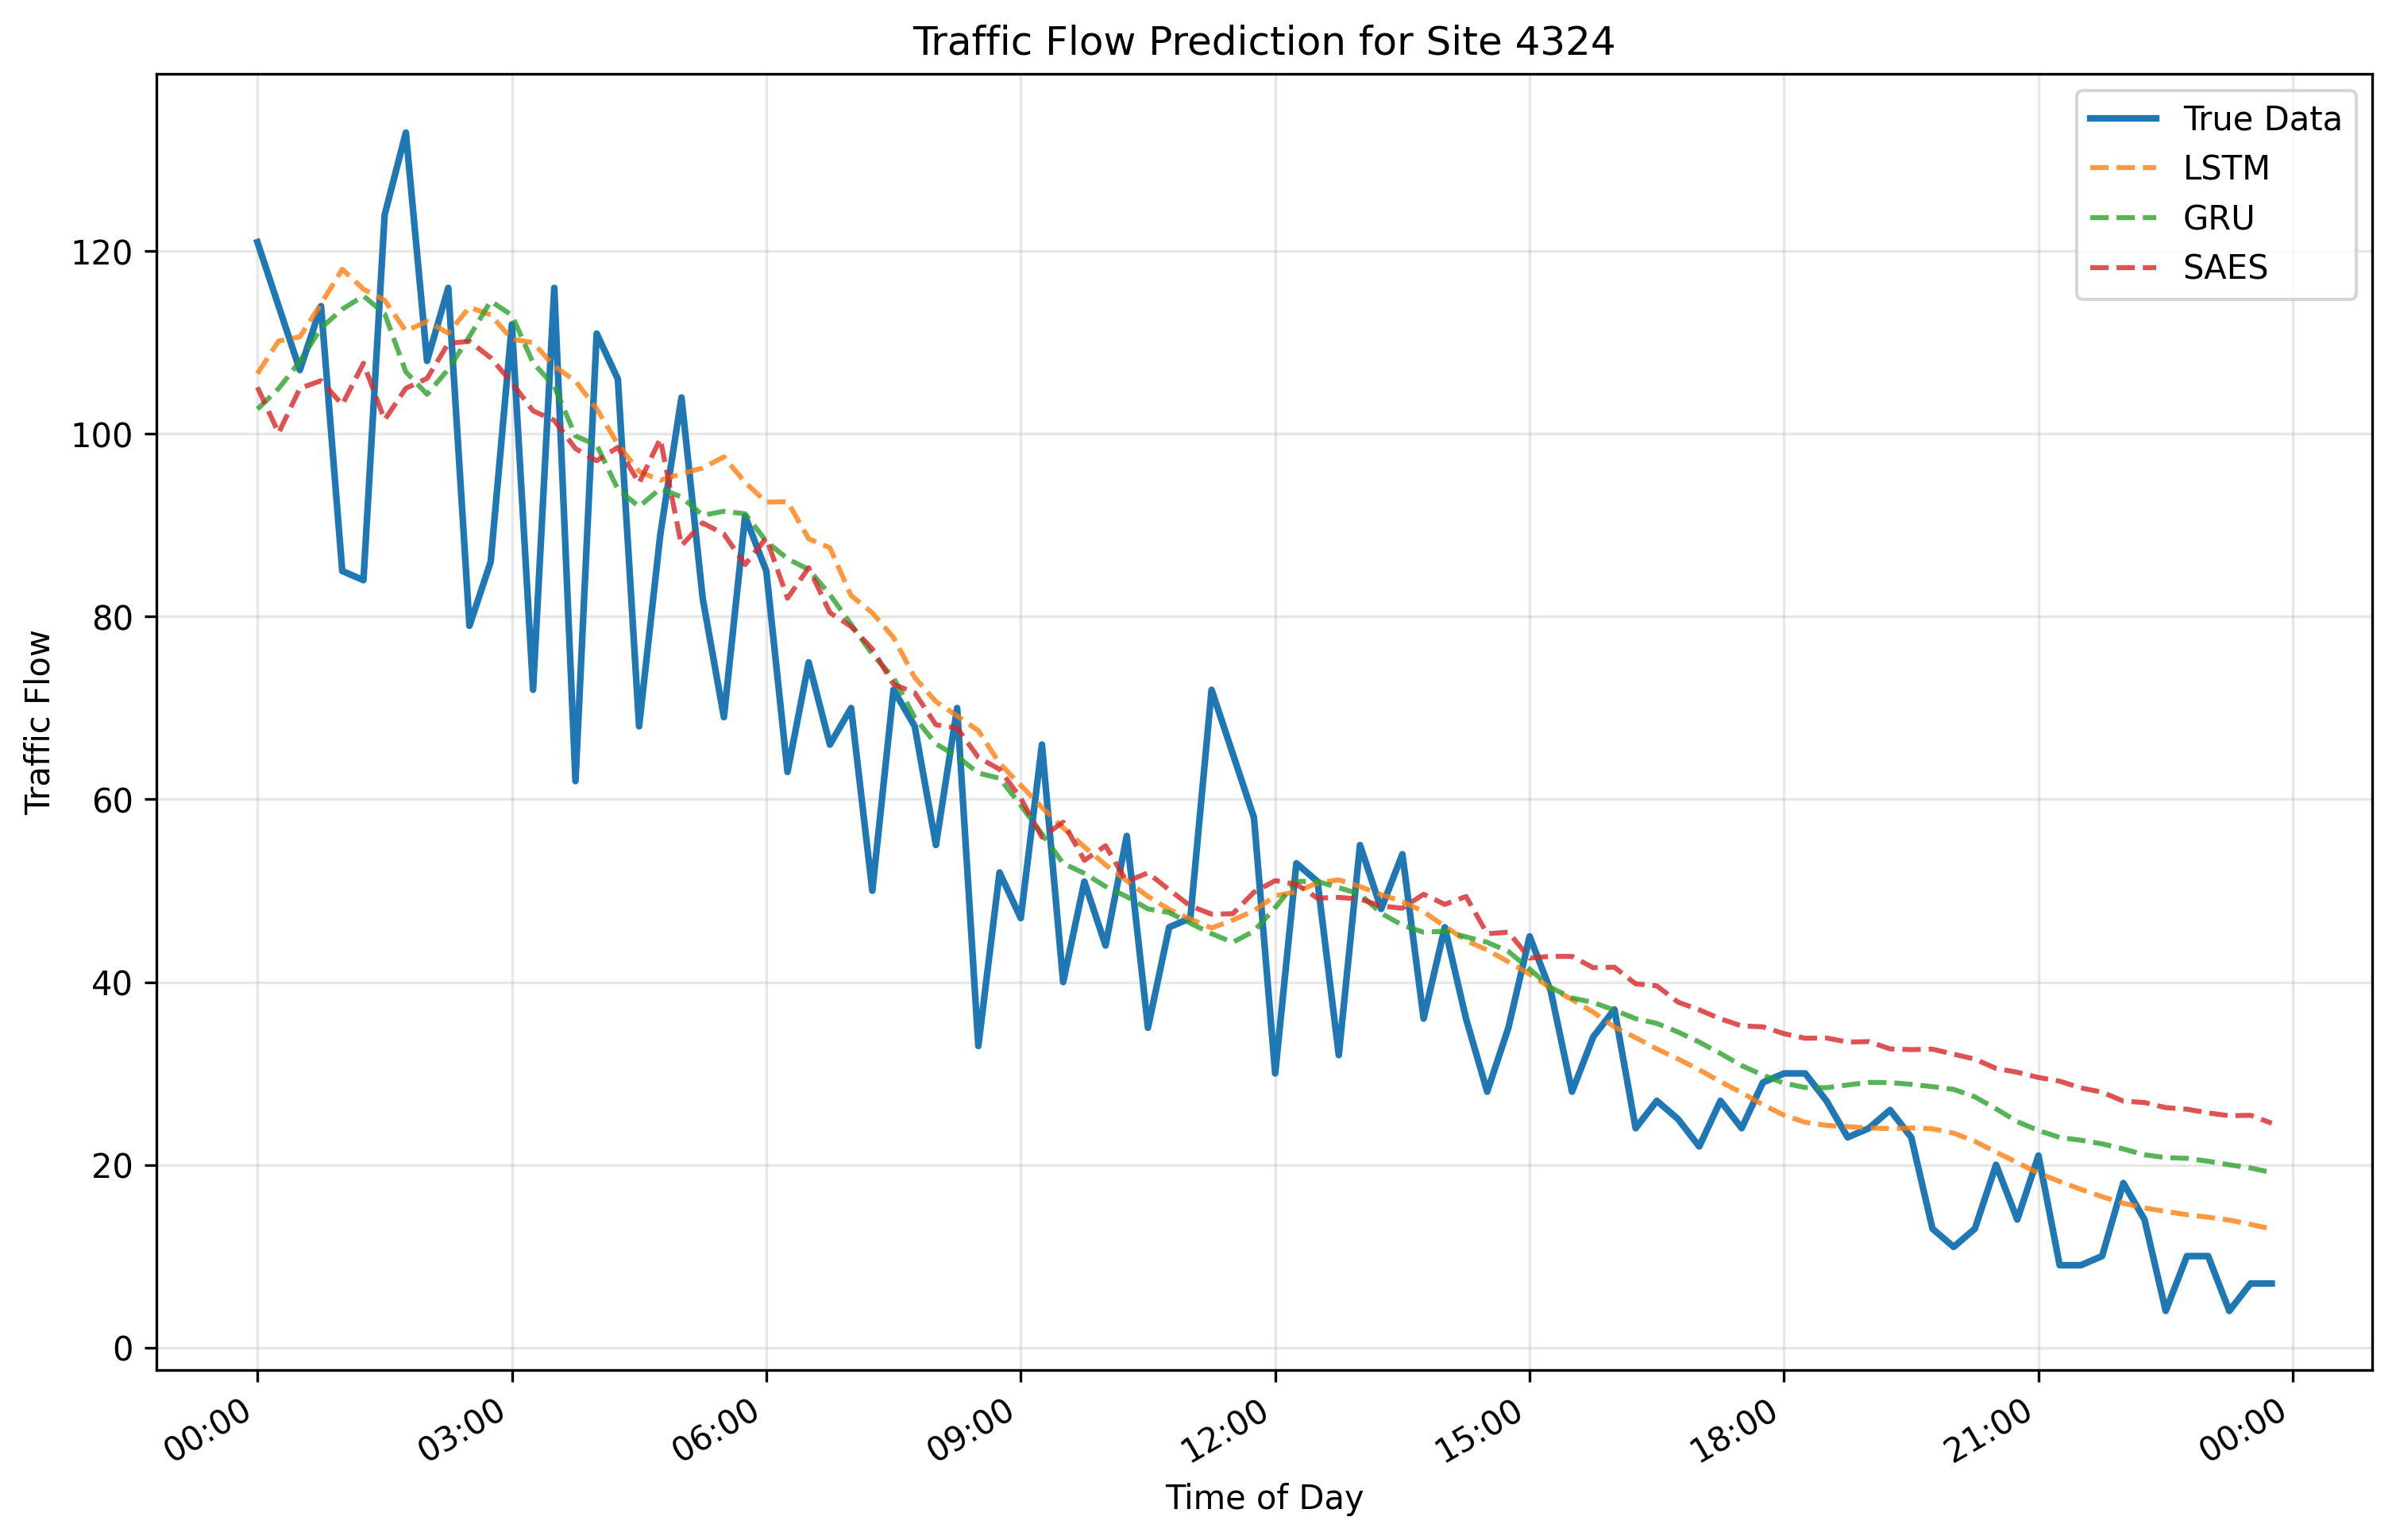 Traffic Flow Prediction for Site 4324
True Data
LSTM
GRU
SAES
Traffic Flow
120
100
80
60
40
20
0
00:00
03:00
06:00
09:00
12:00
15:00
18:00
21:00
00:00
Time of Day